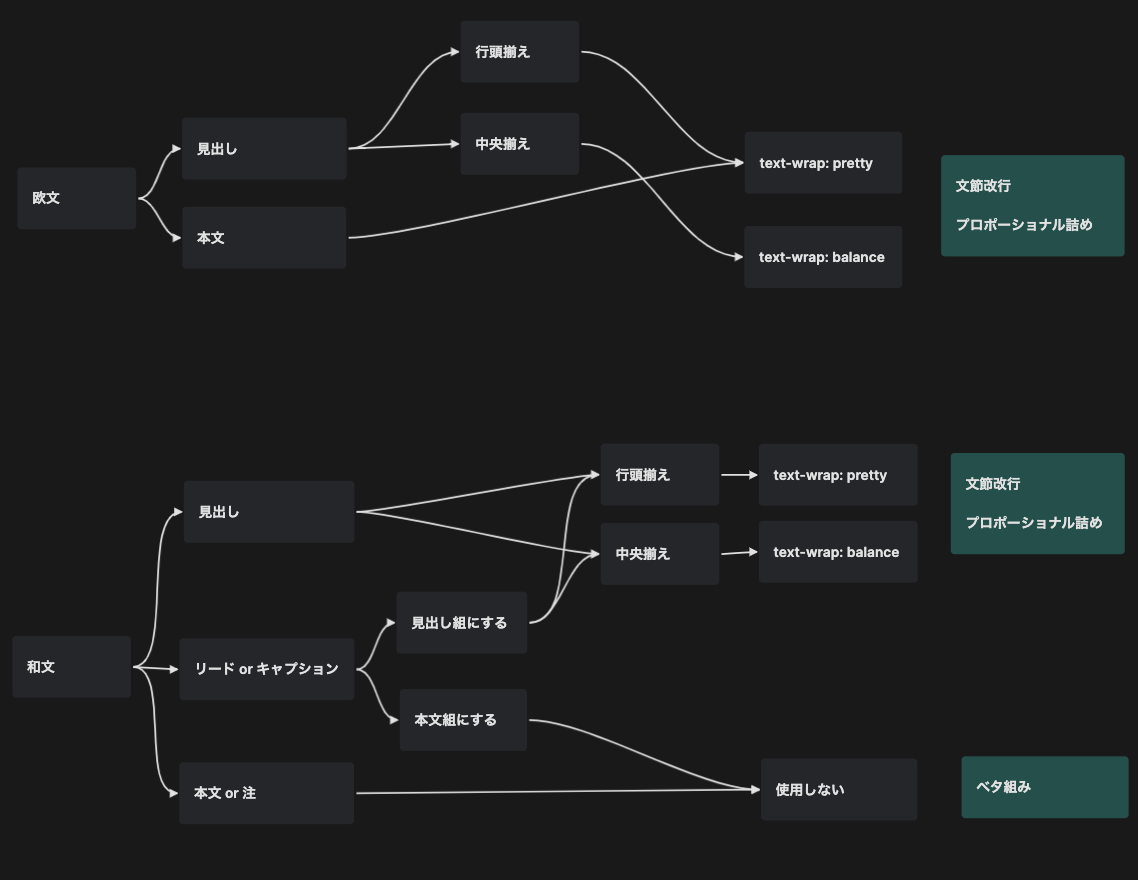 欧文
見出し
本文
行頭揃え
中央揃え
text-wrap: pretty
text-wrap: balance
文節改行
プロポーショナル詰め
和文
見出し
リード or キャプション
本文 or 注
見出し組にする
本文組にする
行頭揃え
中央揃え
text-wrap: pretty
text-wrap: balance
使用しない
文節改行
プロポーショナル詰め
ベタ組み